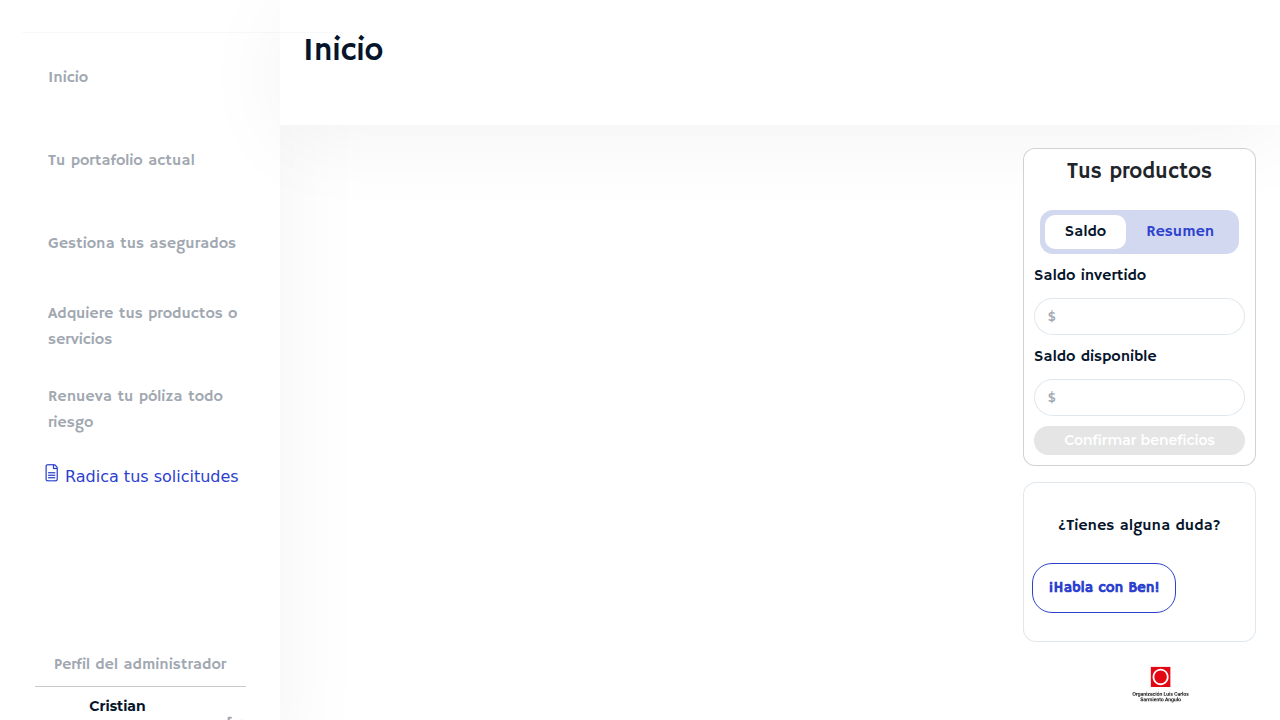 Inicio
Tu portafolio actual
Gestiona tus asegurados
Adquiere tus productos o
servicios
Renueva tu póliza todo
riesgo
Radica tus solicitudes
Perfil del administrador
Cristian
Inicio
Tus productos
Saldo
Resumen
Saldo invertido
$
Saldo disponible
$
Confirmar beneficios
¿Tienes alguna duda?
¡Habla con Ben!
Organización Luis Carlos
Sarmiento Angulo